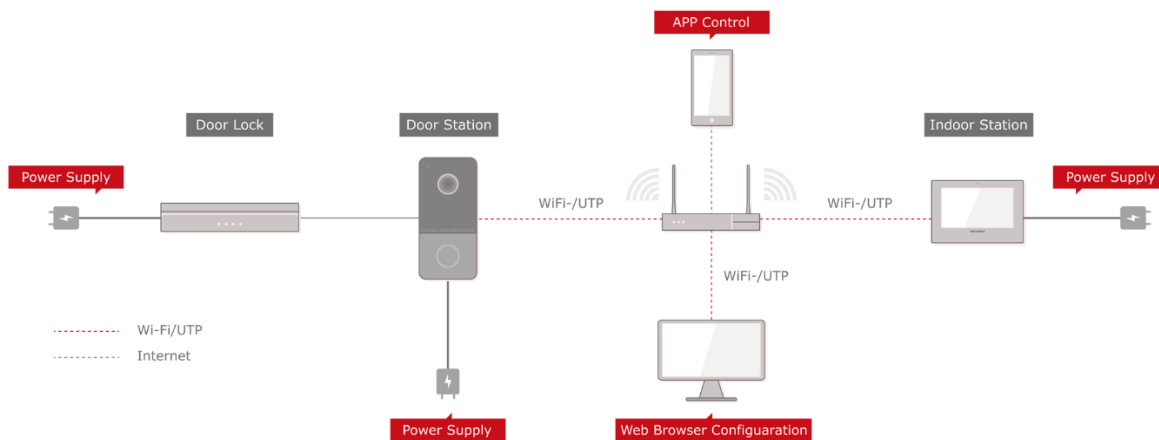 APP Control
Door Lock
Door Station
Indoor Station
Power Supply
Power Supply
WiFi-/UTP
WiFi-/UTP
WiFi-/UTP
Wi-Fi/UTP
Internet
Power Supply
Web Browser Configuaration